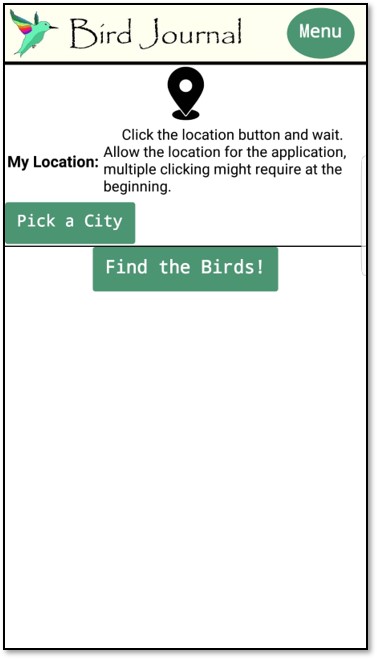 Bird Journal
Menu
Click the location button and wait.
My Location: Allow the location for the application,
multiple clicking might require at the
beginning.
Pick a City
Find the Birds!